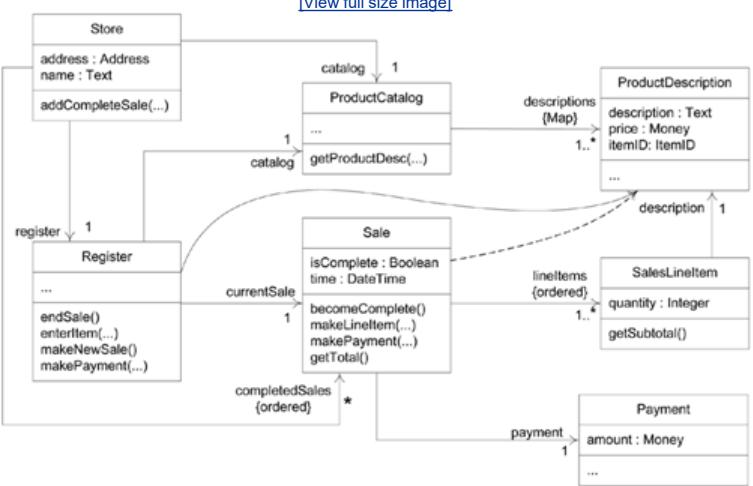 [View full size image]
Store
address : Address
name : Text
addCompleteSale(...)
catalog
1
ProductCatalog
...
getProductDesc(...)
descriptions
{Map}
1..*
ProductDescription
description : Text
price : Money
itemID: ItemID
...
1
catalog
register
1
Register
...
endSale()
enterItem(...)
makeNewSale()
makePayment(...)
currentSale
1
Sale
isComplete : Boolean
time : DateTime
becomeComplete()
makeLineItem(...)
makePayment(...)
getTotal()
description
1
lineItems
{ordered}
1..*
SalesLineItem
quantity : Integer
getSubtotal()
completedSales
{ordered}
*
payment
1
Payment
amount : Money
...